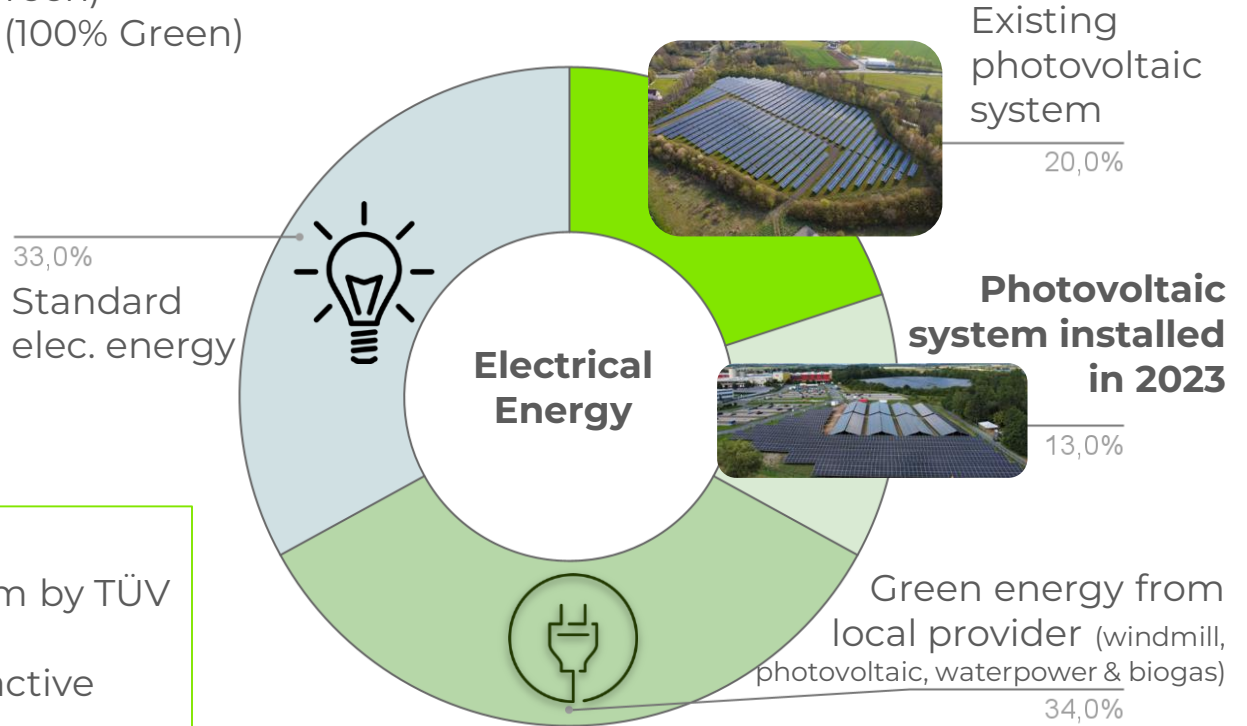 (100% Green)
Existing
photovoltaic
system
20,0%
33,0%
Standard
elec. energy
Electrical
Energy
Photovoltaic
system installed
in 2023
13,0%
by TÜV
Green energy from
local provider (windmill,
photovoltaic, waterpower & biogas)
34,0%